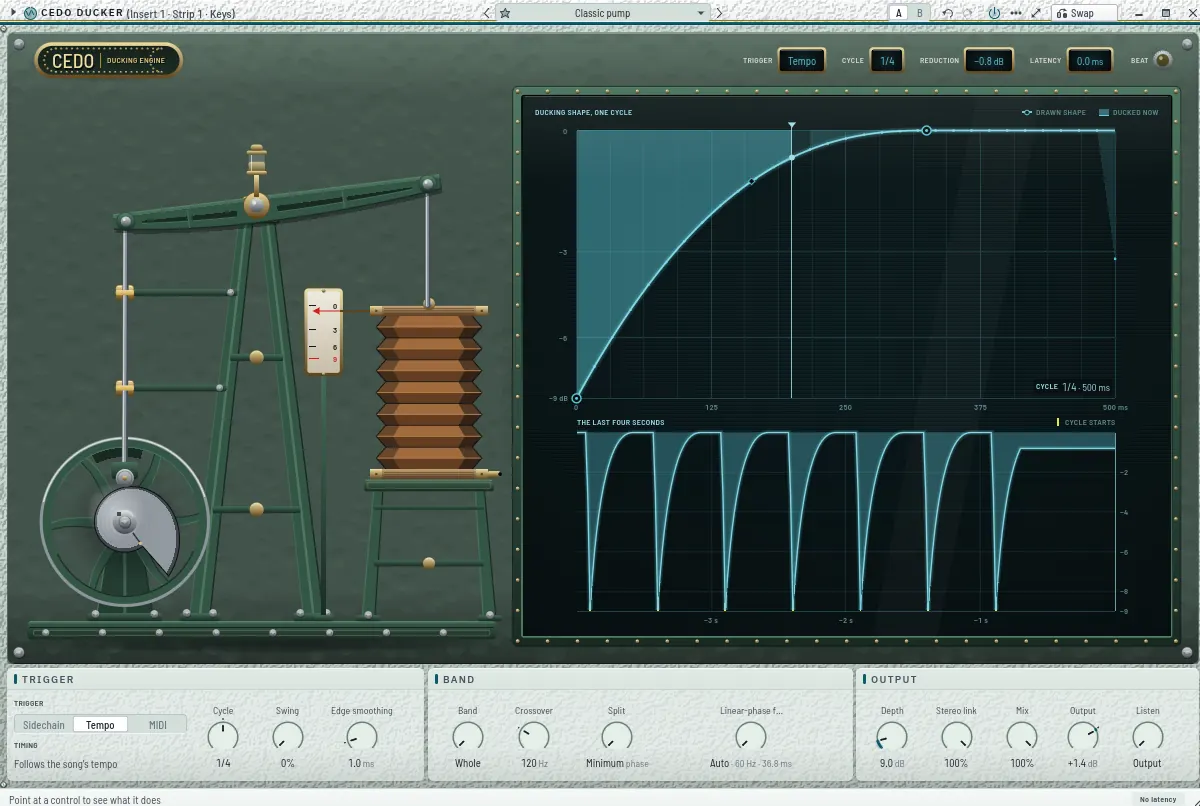 CEDO DUCKER (Insert 1 · Strip 1 · Keys)
Classic pump
A B
Swap
CEDO DUCKING ENGINE
TRIGGER Tempo CYCLE 1/4 REDUCTION −0.8 dB LATENCY 0.0 ms BEAT
DUCKING SHAPE, ONE CYCLE
DRAWN SHAPE DUCKED NOW
0
−3
−6
−9 dB
CYCLE 1/4 · 500 ms
0 125 250 375 500 ms
0
3
6
9
THE LAST FOUR SECONDS
CYCLE STARTS
−2
−4
−6
−8
−9
−3 s −2 s −1 s
TRIGGER
TRIGGER
Sidechain Tempo MIDI
TIMING
Follows the song's tempo
Cycle Swing Edge smoothing
1/4 0% 1.0 ms
BAND
Band Crossover Split Linear-phase f...
Whole 120 Hz Minimum phase Auto · 60 Hz · 36.8 ms
OUTPUT
Depth Stereo link Mix Output Listen
9.0 dB 100% 100% +1.4 dB Output
Point at a control to see what it does
No latency